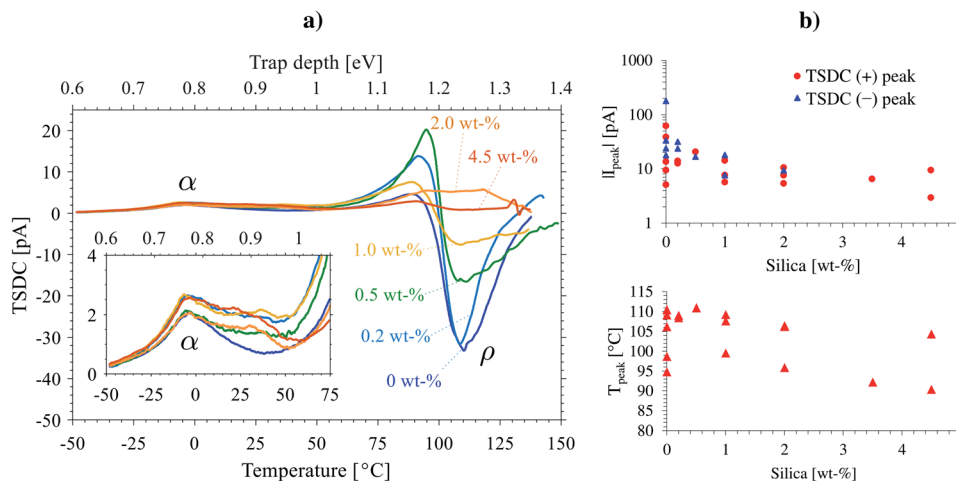 a)
Trap depth [eV]
0.6 0.7 0.8 0.9 1 1.1 1.2 1.3 1.4
TSDC [pA]
20
10
0
-10
-20
-30
-40
-50
α
2.0 wt-%
4.5 wt-%
1.0 wt-%
0.5 wt-%
0.2 wt-%
0 wt-%
ρ
0.6 0.7 0.8 0.9 1
4
2
0
α
-50 -25 0 25 50 75
-50 -25 0 25 50 75 100 125 150
Temperature [°C]
b)
|I peak| [pA]
1000
100
10
1
TSDC (+) peak
TSDC (−) peak
0 1 2 3 4
Silica [wt-%]
T peak [°C]
115
110
105
100
95
90
85
80
0 1 2 3 4
Silica [wt-%]